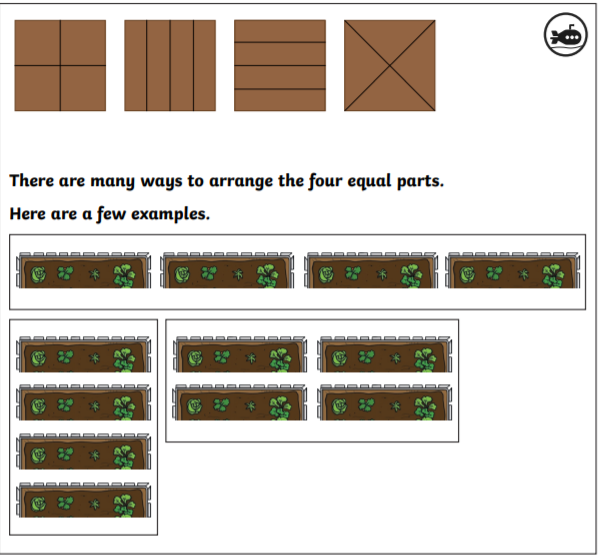 There are many ways to arrange the four equal parts.
Here are a few examples.